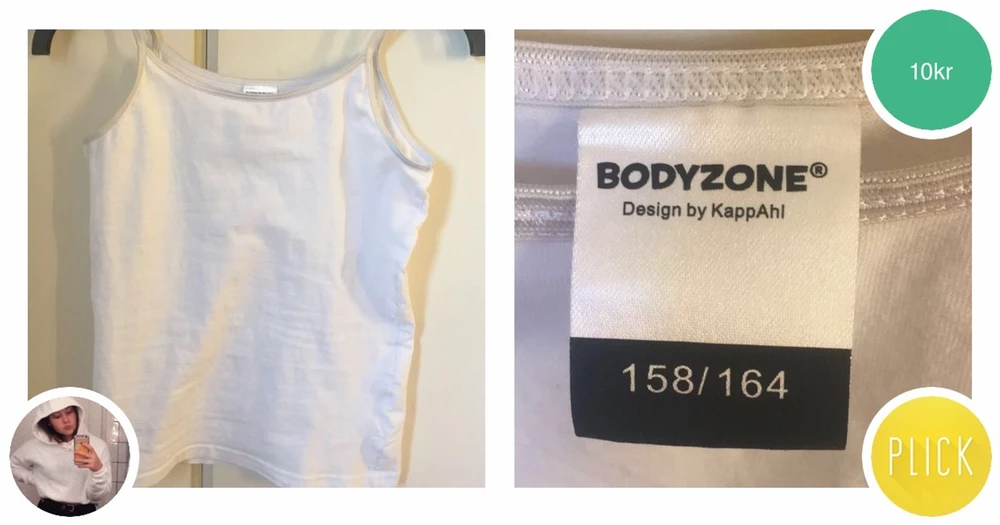 10kr
BODYZONE®
Design by KappAhl
158/164
PLICK